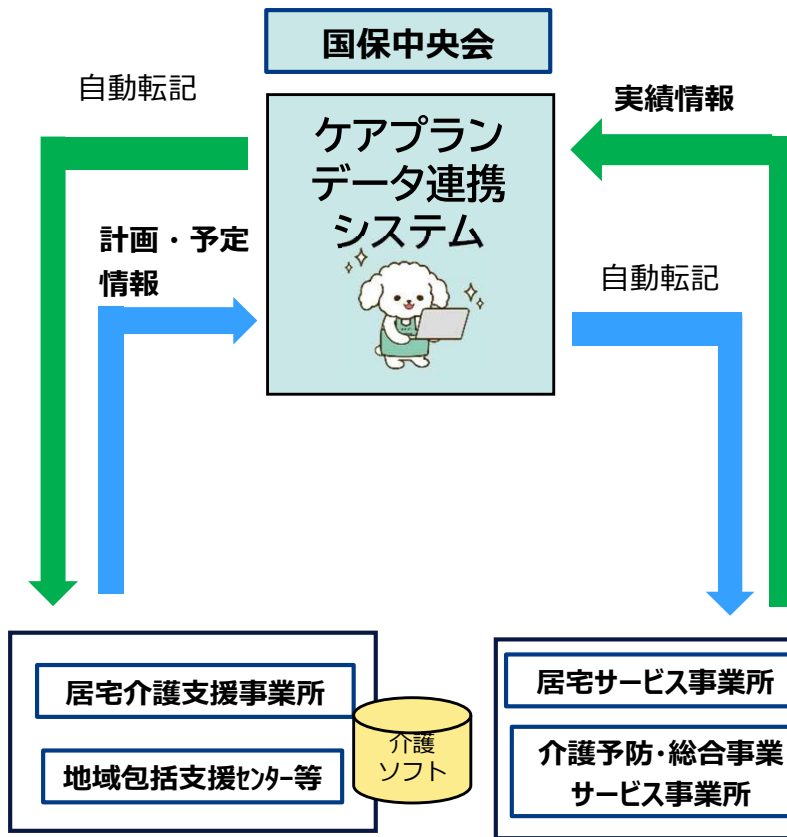 国保中央会
自動転記
実績情報
ケアプラン
データ連携
システム
計画・予定
情報
自動転記
居宅介護支援事業所
地域包括支援ｾﾝﾀｰ等
介護
ソフト
居宅サービス事業所
介護予防・総合事業
サービス事業所